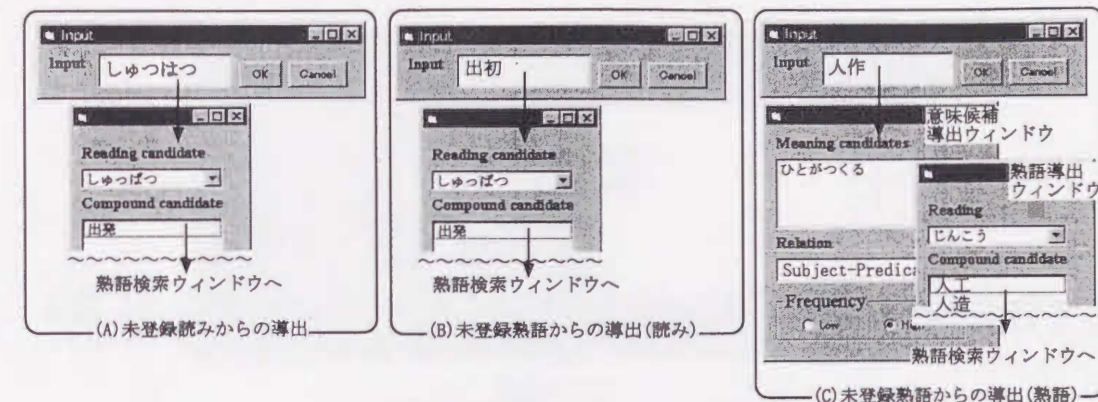 Input
Input しゅつはつ OK Cancel
Reading candidate
しゅっぱつ
Compound candidate
出発
熟語検索ウィンドウへ
(A)未登録読みからの導出
Input
Input 出初 OK Cancel
Reading candidate
しゅっぱつ
Compound candidate
出発
熟語検索ウィンドウへ
(B)未登録熟語からの導出(読み)
Input
Input 人作 OK Cancel
意味候補
導出ウィンドウ
Meaning candidates
ひとがつくる
Relation
Subject-Predica
Frequency
Low High
熟語導出
ウィンドウ
Reading
じんこう
Compound candidate
人工
人造
熟語検索ウィンドウへ
(C)未登録熟語からの導出(熟語)